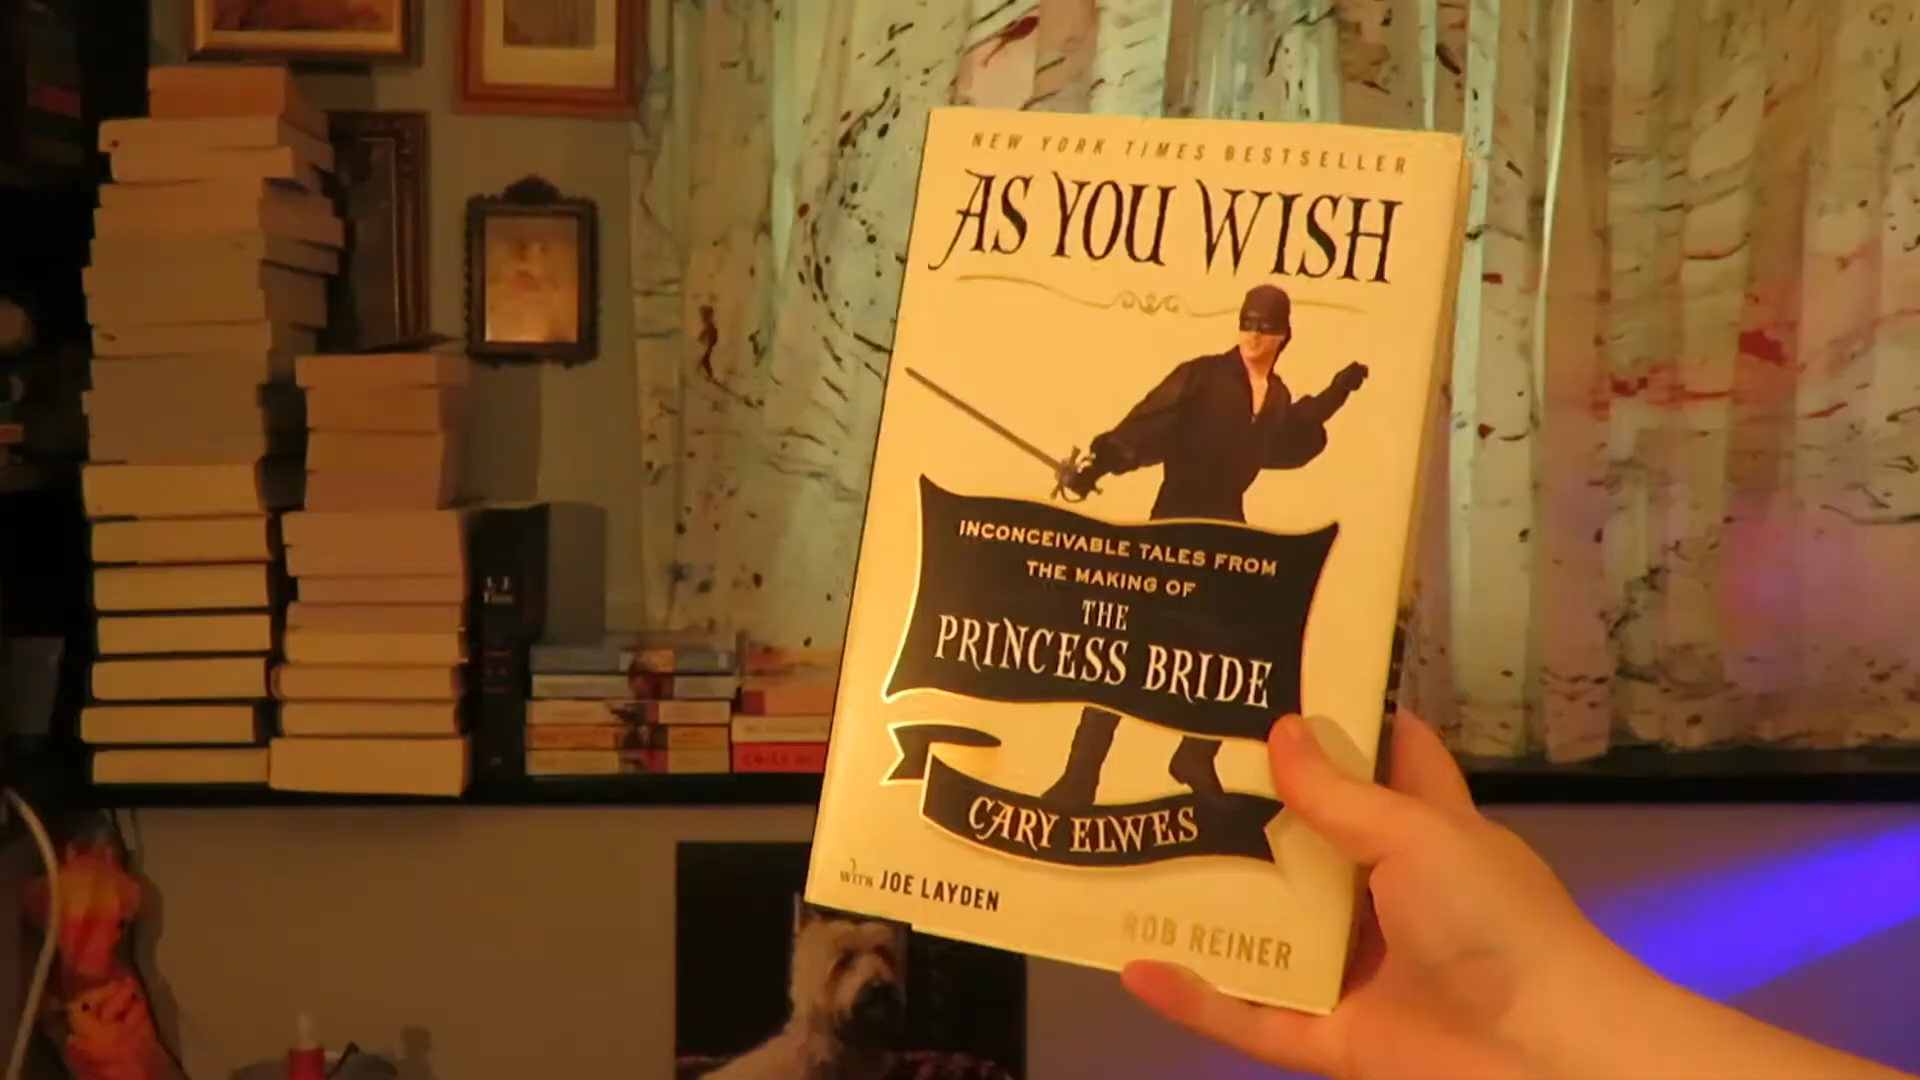 NEW YORK TIMES BESTSELLER
AS YOU WISH
INCONCEIVABLE TALES FROM
THE MAKING OF
THE
PRINCESS BRIDE
CARY ELWES
WITH JOE LAYDEN
ROB REINER